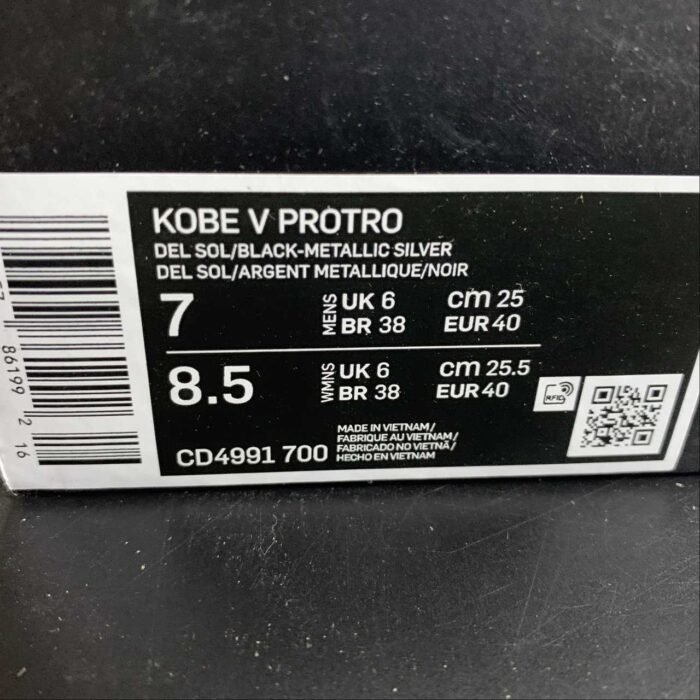 KOBE V PROTRO
DEL SOL/BLACK-METALLIC SILVER
DEL SOL/ARGENT METALLIQUE/NOIR
7 MENS UK 6 cm 25
BR 38 EUR 40
8.5 WMNS UK 6 cm 25.5
BR 38 EUR 40
RFID
CD4991 700
MADE IN VIETNAM/
FABRIQUE AU VIETNAM/
FABRICADO NO VIETNÃ/
HECHO EN VIETNAM
86199 2 16